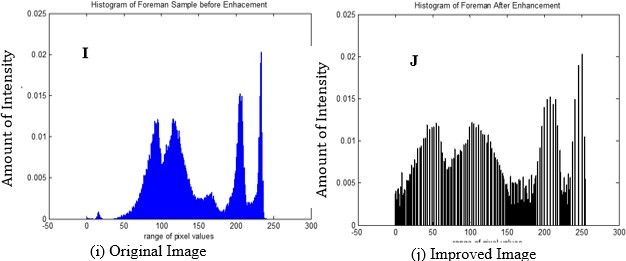 Histogram of Foreman Sample before Enhacement
0.025
0.02
0.015
0.01
0.005
0
-50 0 50 100 150 200 250 300
Amount of Intensity
I
range of pixel values
(i) Original Image
Histogram of Foreman After Enhancement
0.025
0.02
0.015
0.01
0.005
0
-50 0 50 100 150 200 250 300
Amount of Intensity
J
range of pixel values
(j) Improved Image